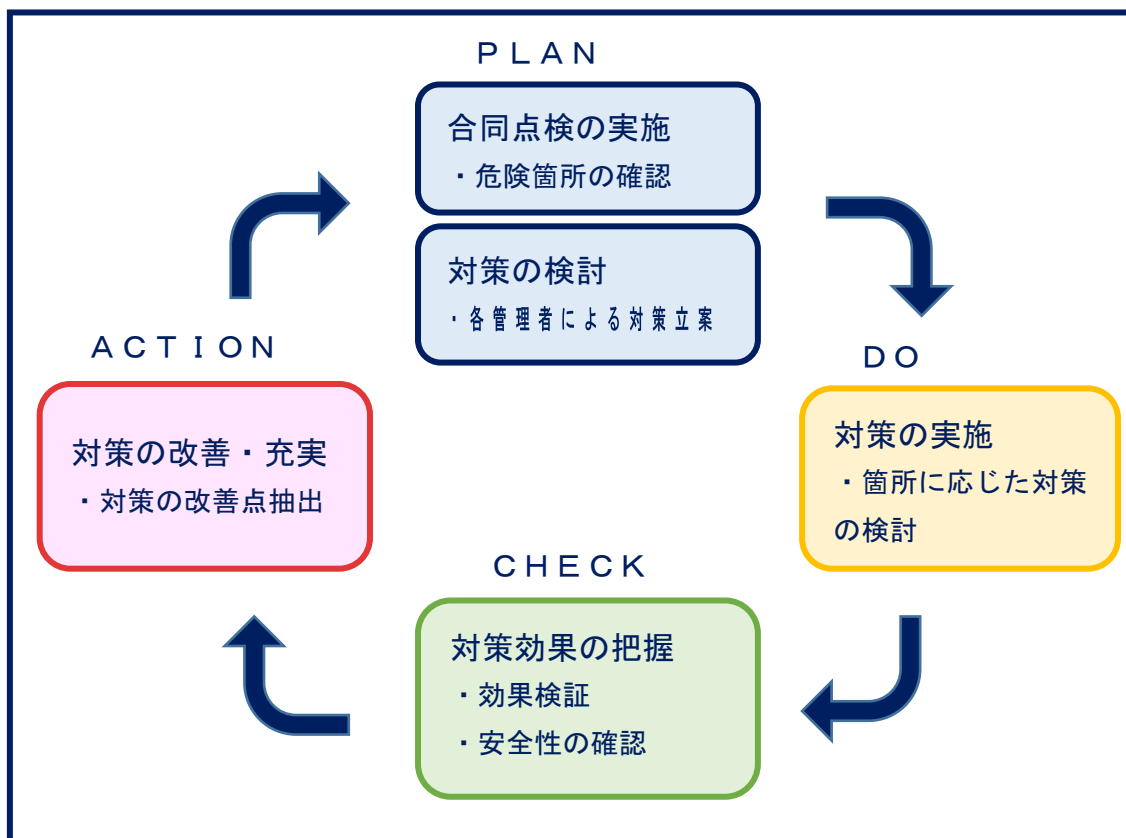 ＰＬＡＮ
合同点検の実施
・危険箇所の確認
対策の検討
・各管理者による対策立案
ＤＯ
対策の実施
・箇所に応じた対策
の検討
ＣＨＥＣＫ
対策効果の把握
・効果検証
・安全性の確認
ＡＣＴＩＯＮ
対策の改善・充実
・対策の改善点抽出